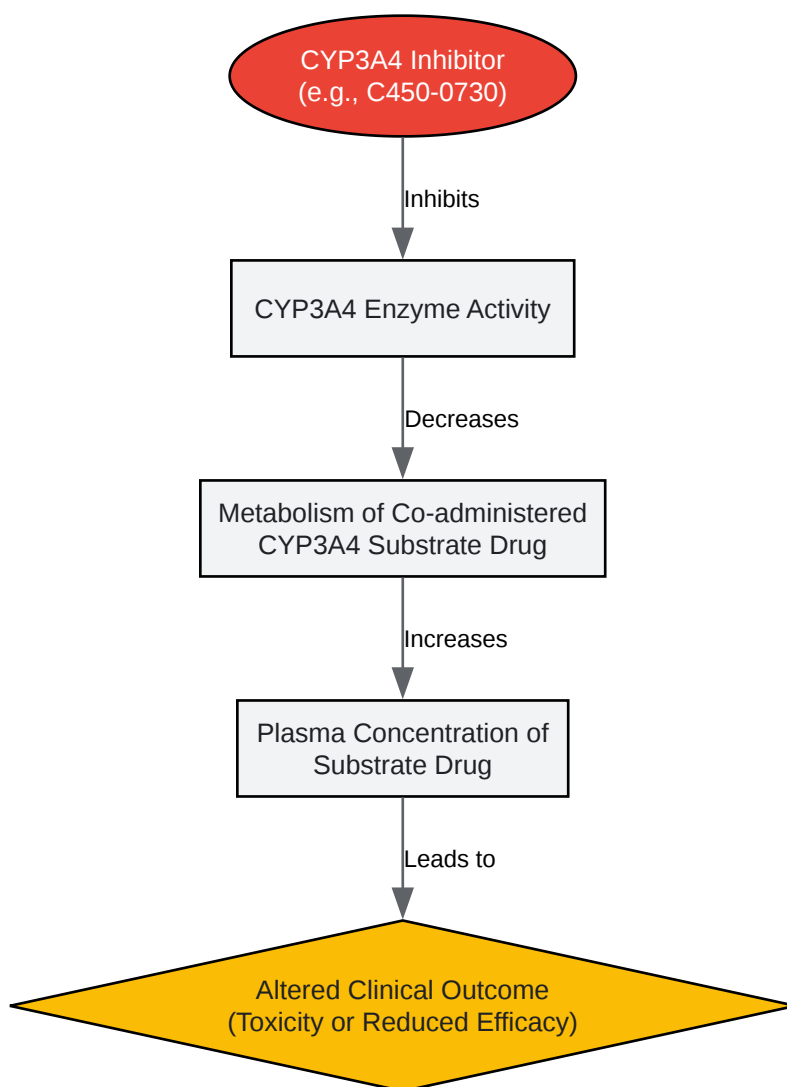 CYP3A4 Inhibitor
(e.g., C450-0730)
Inhibits
CYP3A4 Enzyme Activity
Decreases
Metabolism of Co-administered
CYP3A4 Substrate Drug
Increases
Plasma Concentration of
Substrate Drug
Leads to
Altered Clinical Outcome
(Toxicity or Reduced Efficacy)